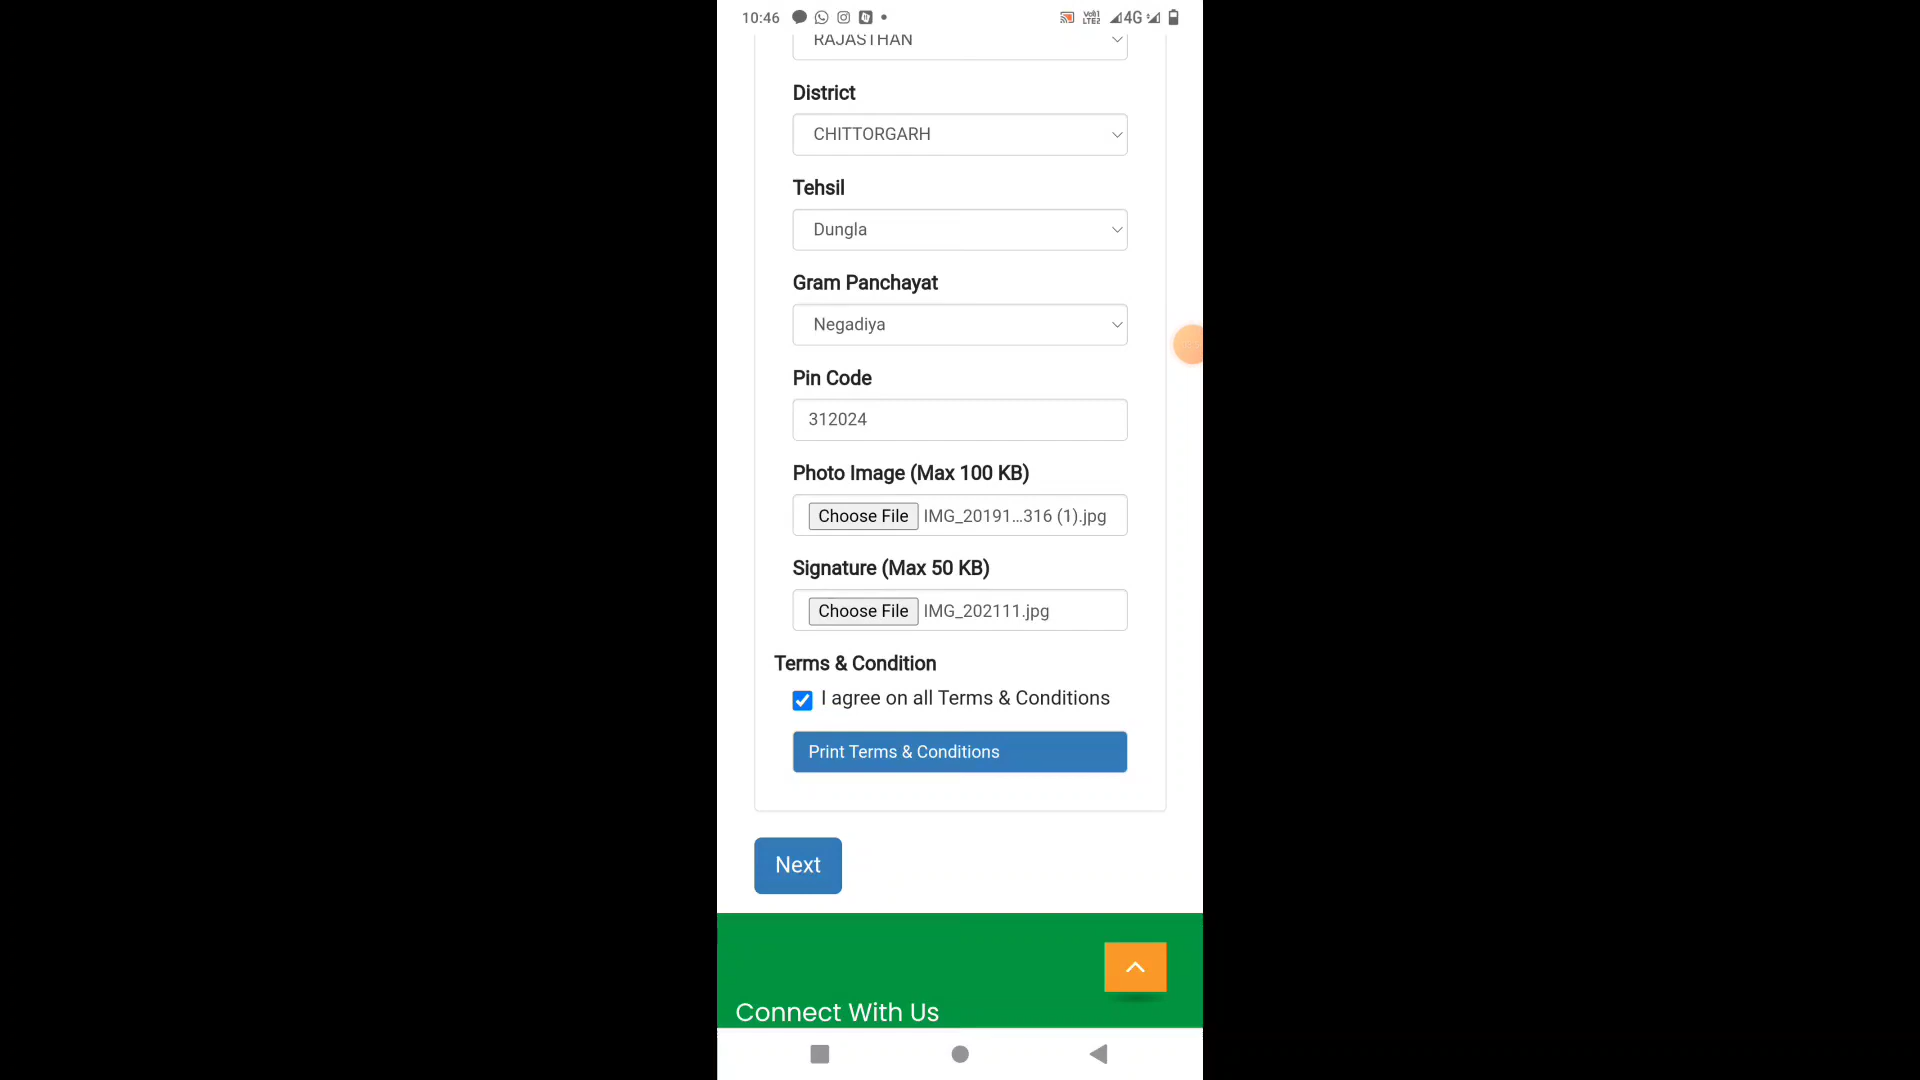 10:46
4G
RAJASTHAN
District
CHITTORGARH
Tehsil
Dungla
Gram Panchayat
Negadiya
Pin Code
312024
Photo Image (Max 100 KB)
Choose File IMG_20191...316 (1).jpg
Signature (Max 50 KB)
Choose File IMG_202111.jpg
Terms & Condition
I agree on all Terms & Conditions
Print Terms & Conditions
Next
Connect With Us